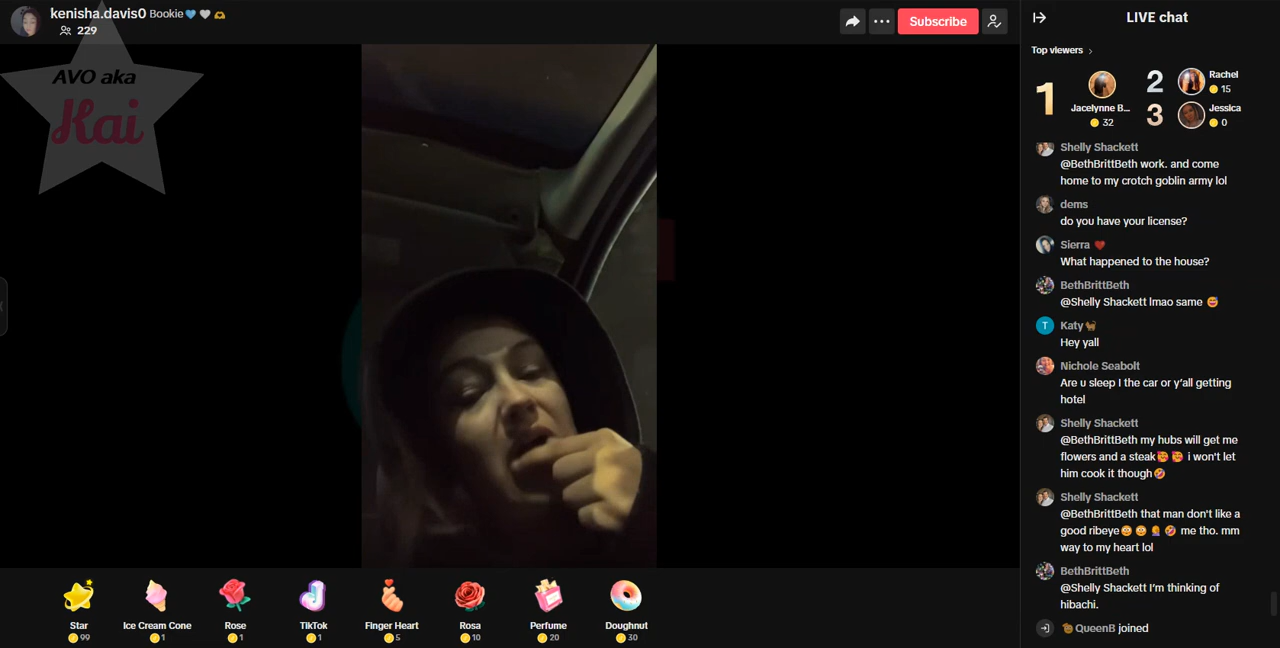 kenisha.davis0 Bookie💙🤍🫶
229
Subscribe
AVO aka
Kai
LIVE chat
Top viewers >
1
Jacelynne B...
32
2
Rachel
15
3
Jessica
0
Shelly Shackett
@BethBrittBeth work. and come
home to my crotch goblin army lol
dems
do you have your license?
Sierra ❤️
What happened to the house?
BethBrittBeth
@Shelly Shackett lmao same 😅
T
Katy🐈
Hey yall
Nichole Seabolt
Are u sleep I the car or y'all getting
hotel
Shelly Shackett
@BethBrittBeth my hubs will get me
flowers and a steak🥰🥰 i won't let
him cook it though🤣
Shelly Shackett
@BethBrittBeth that man don't like a
good ribeye😳😳🤦‍♀️🤣 me tho. mm
way to my heart lol
BethBrittBeth
@Shelly Shackett I'm thinking of
hibachi.
QueenB joined
Star
99
Ice Cream Cone
1
Rose
1
TikTok
1
Finger Heart
5
Rosa
10
Perfume
20
Doughnut
30